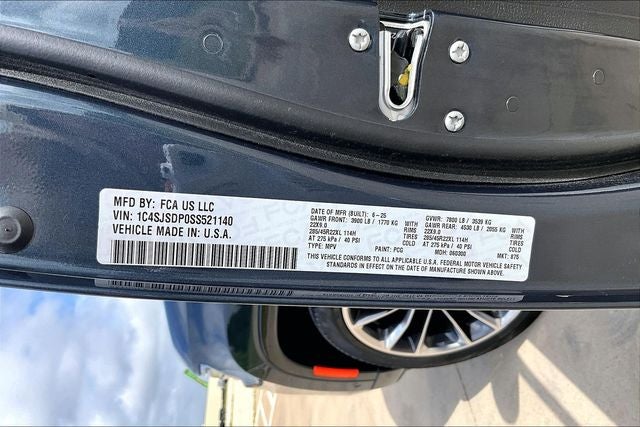 MFD BY: FCA US LLC
VIN: 1C4SJSDP0SS521140
VEHICLE MADE IN U.S.A.
DATE OF MFR (BUILT): 6-25 GVWR: 7800 LB / 3539 KG
GAWR FRONT: 3900 LB / 1770 KG WITH GAWR REAR: 4530 LB / 2055 KG WITH
22X9.0 RIMS 22X9.0 RIMS
285/45R22XL 114H TIRES 285/45R22XL 114H TIRES
AT 275 kPa / 40 PSI COLD AT 275 kPa / 40 PSI COLD
TYPE: MPV PAINT: PCG MDH: 060300 MKT: 875
THIS VEHICLE CONFORMS TO ALL APPLICABLE U.S.A. FEDERAL MOTOR VEHICLE SAFETY
STANDARDS IN EFFECT ON THE DATE OF MANUFACTURE SHOWN ABOVE.